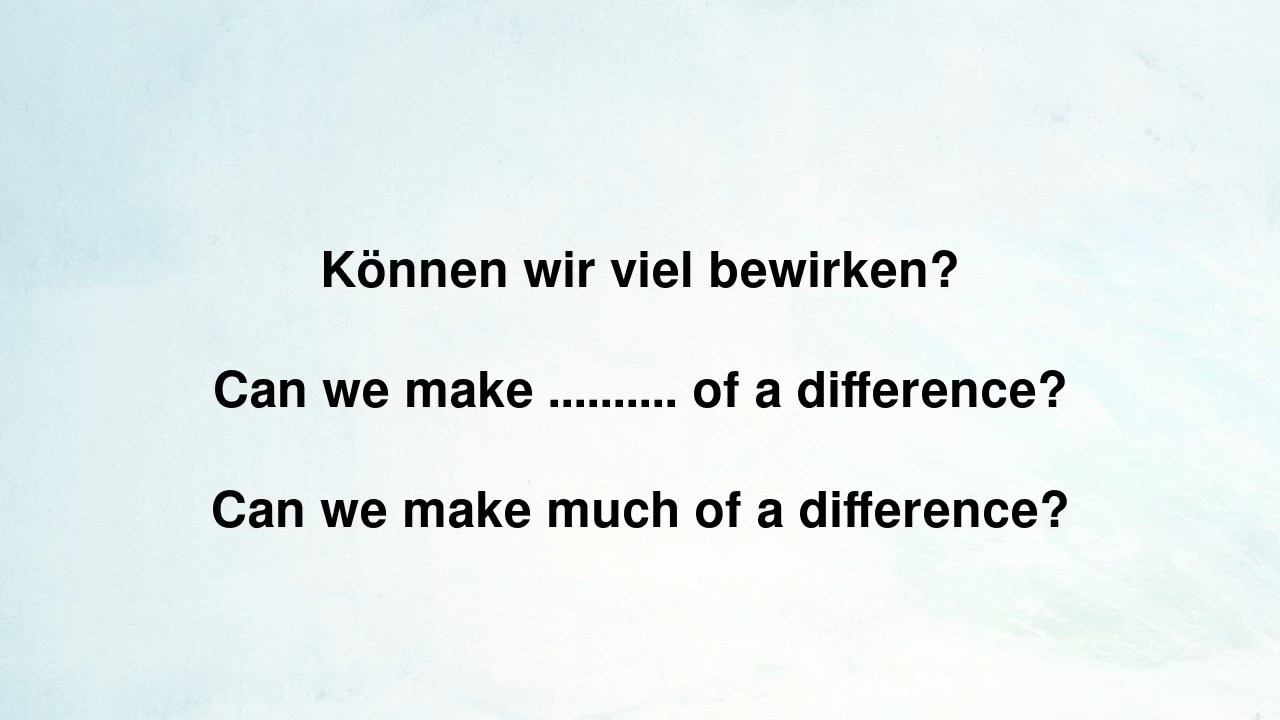 Können wir viel bewirken?
Can we make .......... of a difference?
Can we make much of a difference?